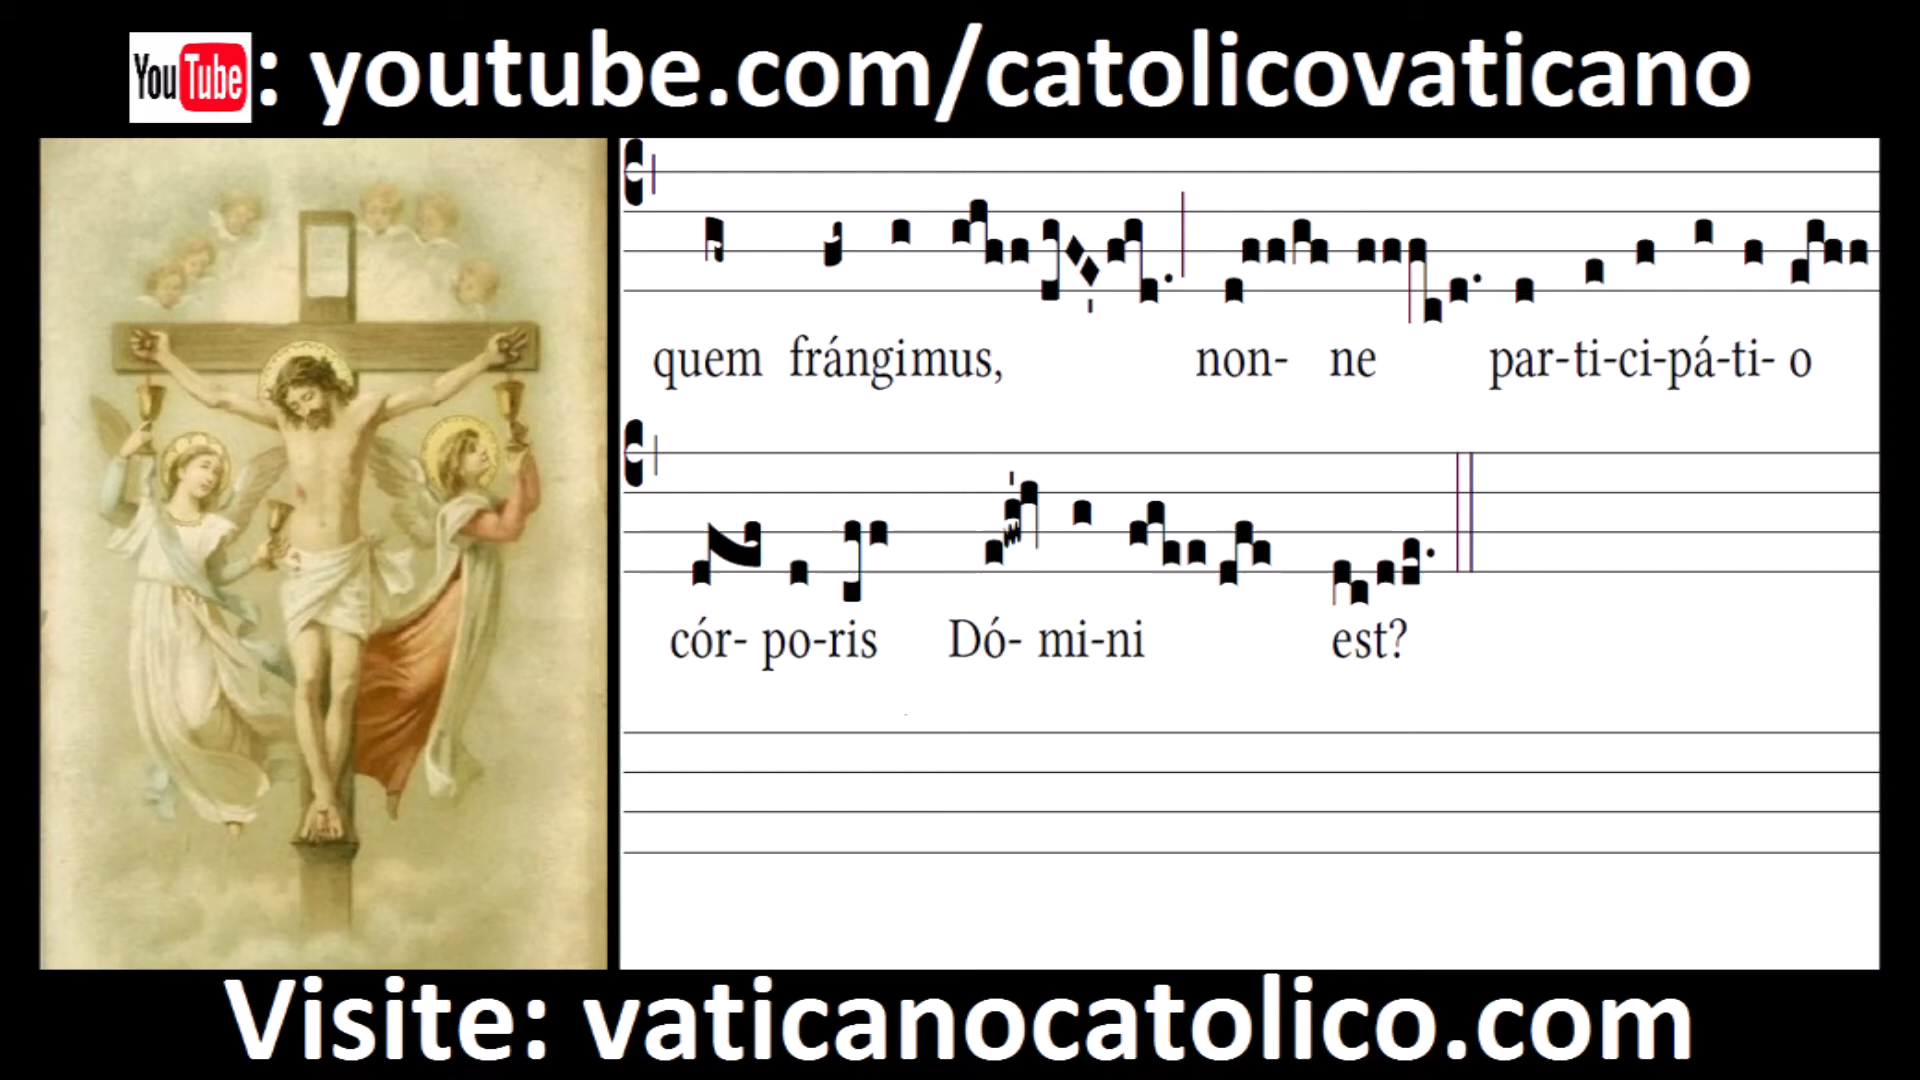 YouTube : youtube.com/catolicovaticano
quem frángimus, non- ne par-ti-ci-pá-ti- o
cór- po-ris Dó- mi-ni est?
Visite: vaticanocatolico.com